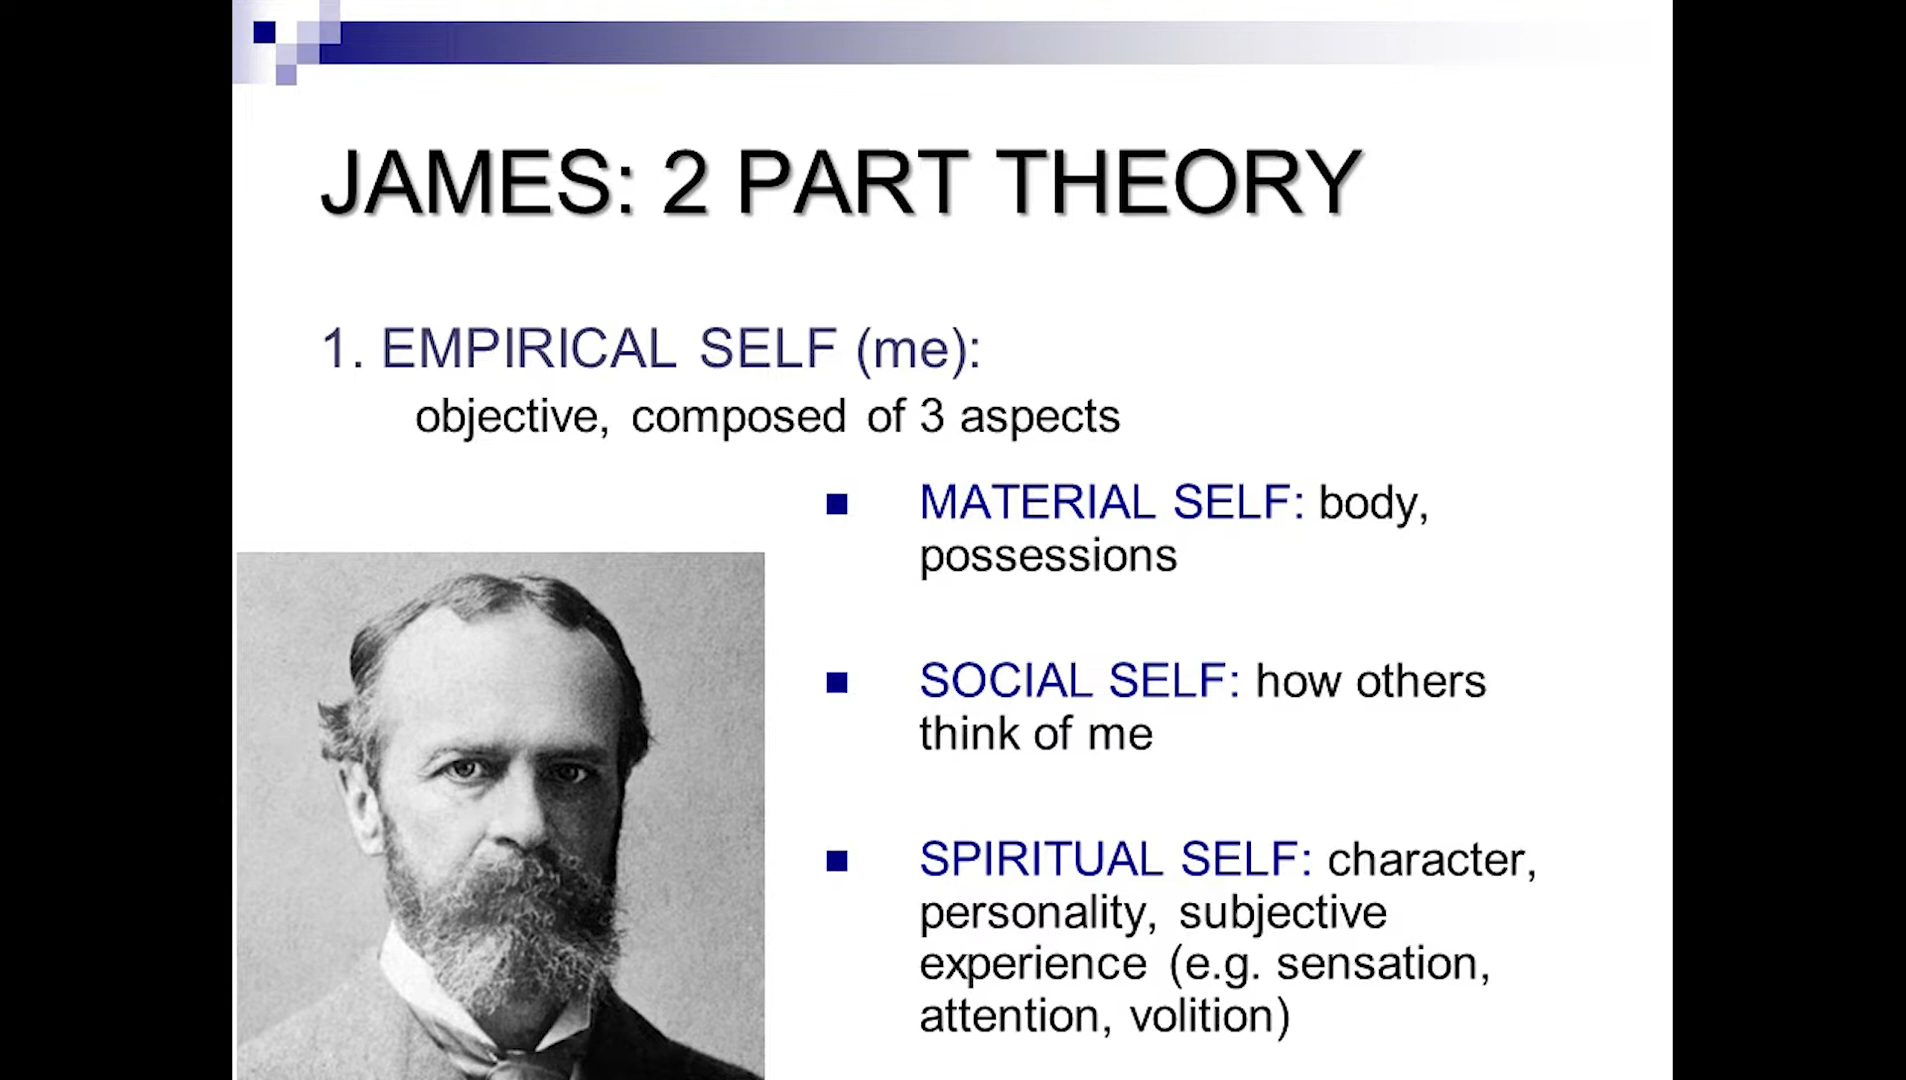 JAMES: 2 PART THEORY
1. EMPIRICAL SELF (me):
objective, composed of 3 aspects
MATERIAL SELF: body,
possessions
SOCIAL SELF: how others
think of me
SPIRITUAL SELF: character,
personality, subjective
experience (e.g. sensation,
attention, volition)